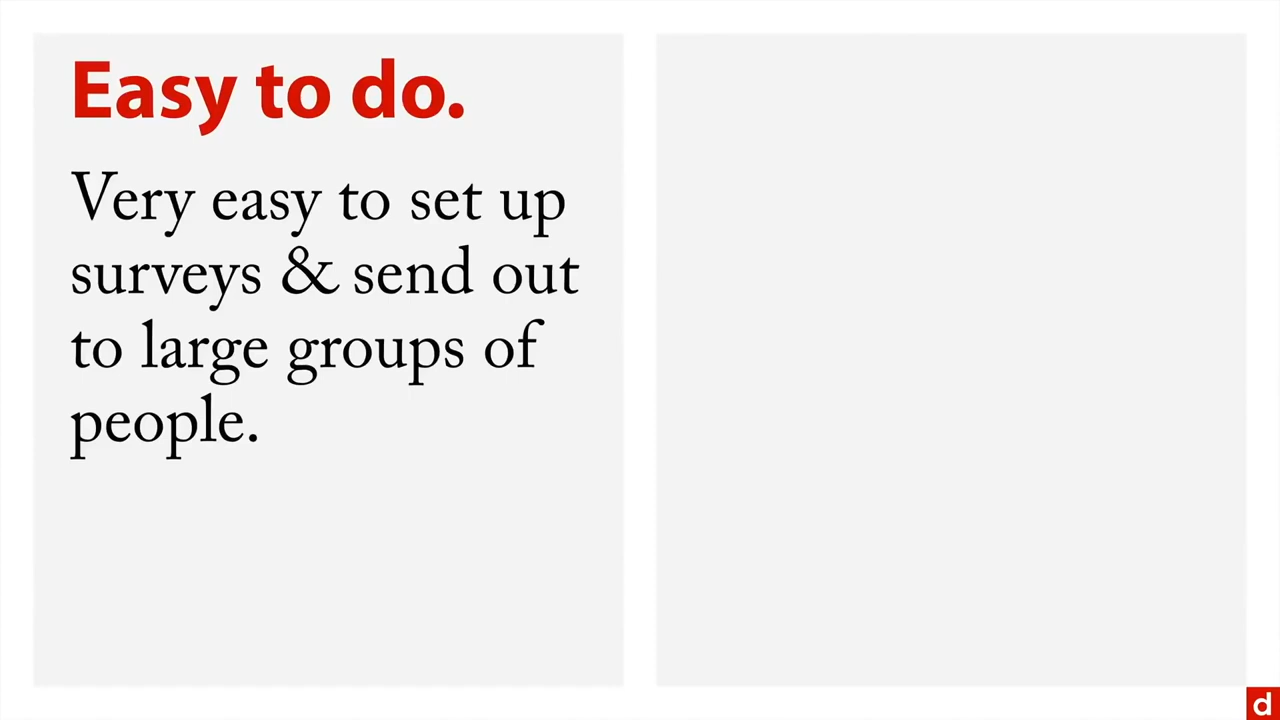 Easy to do.
Very easy to set up
surveys & send out
to large groups of
people.
d